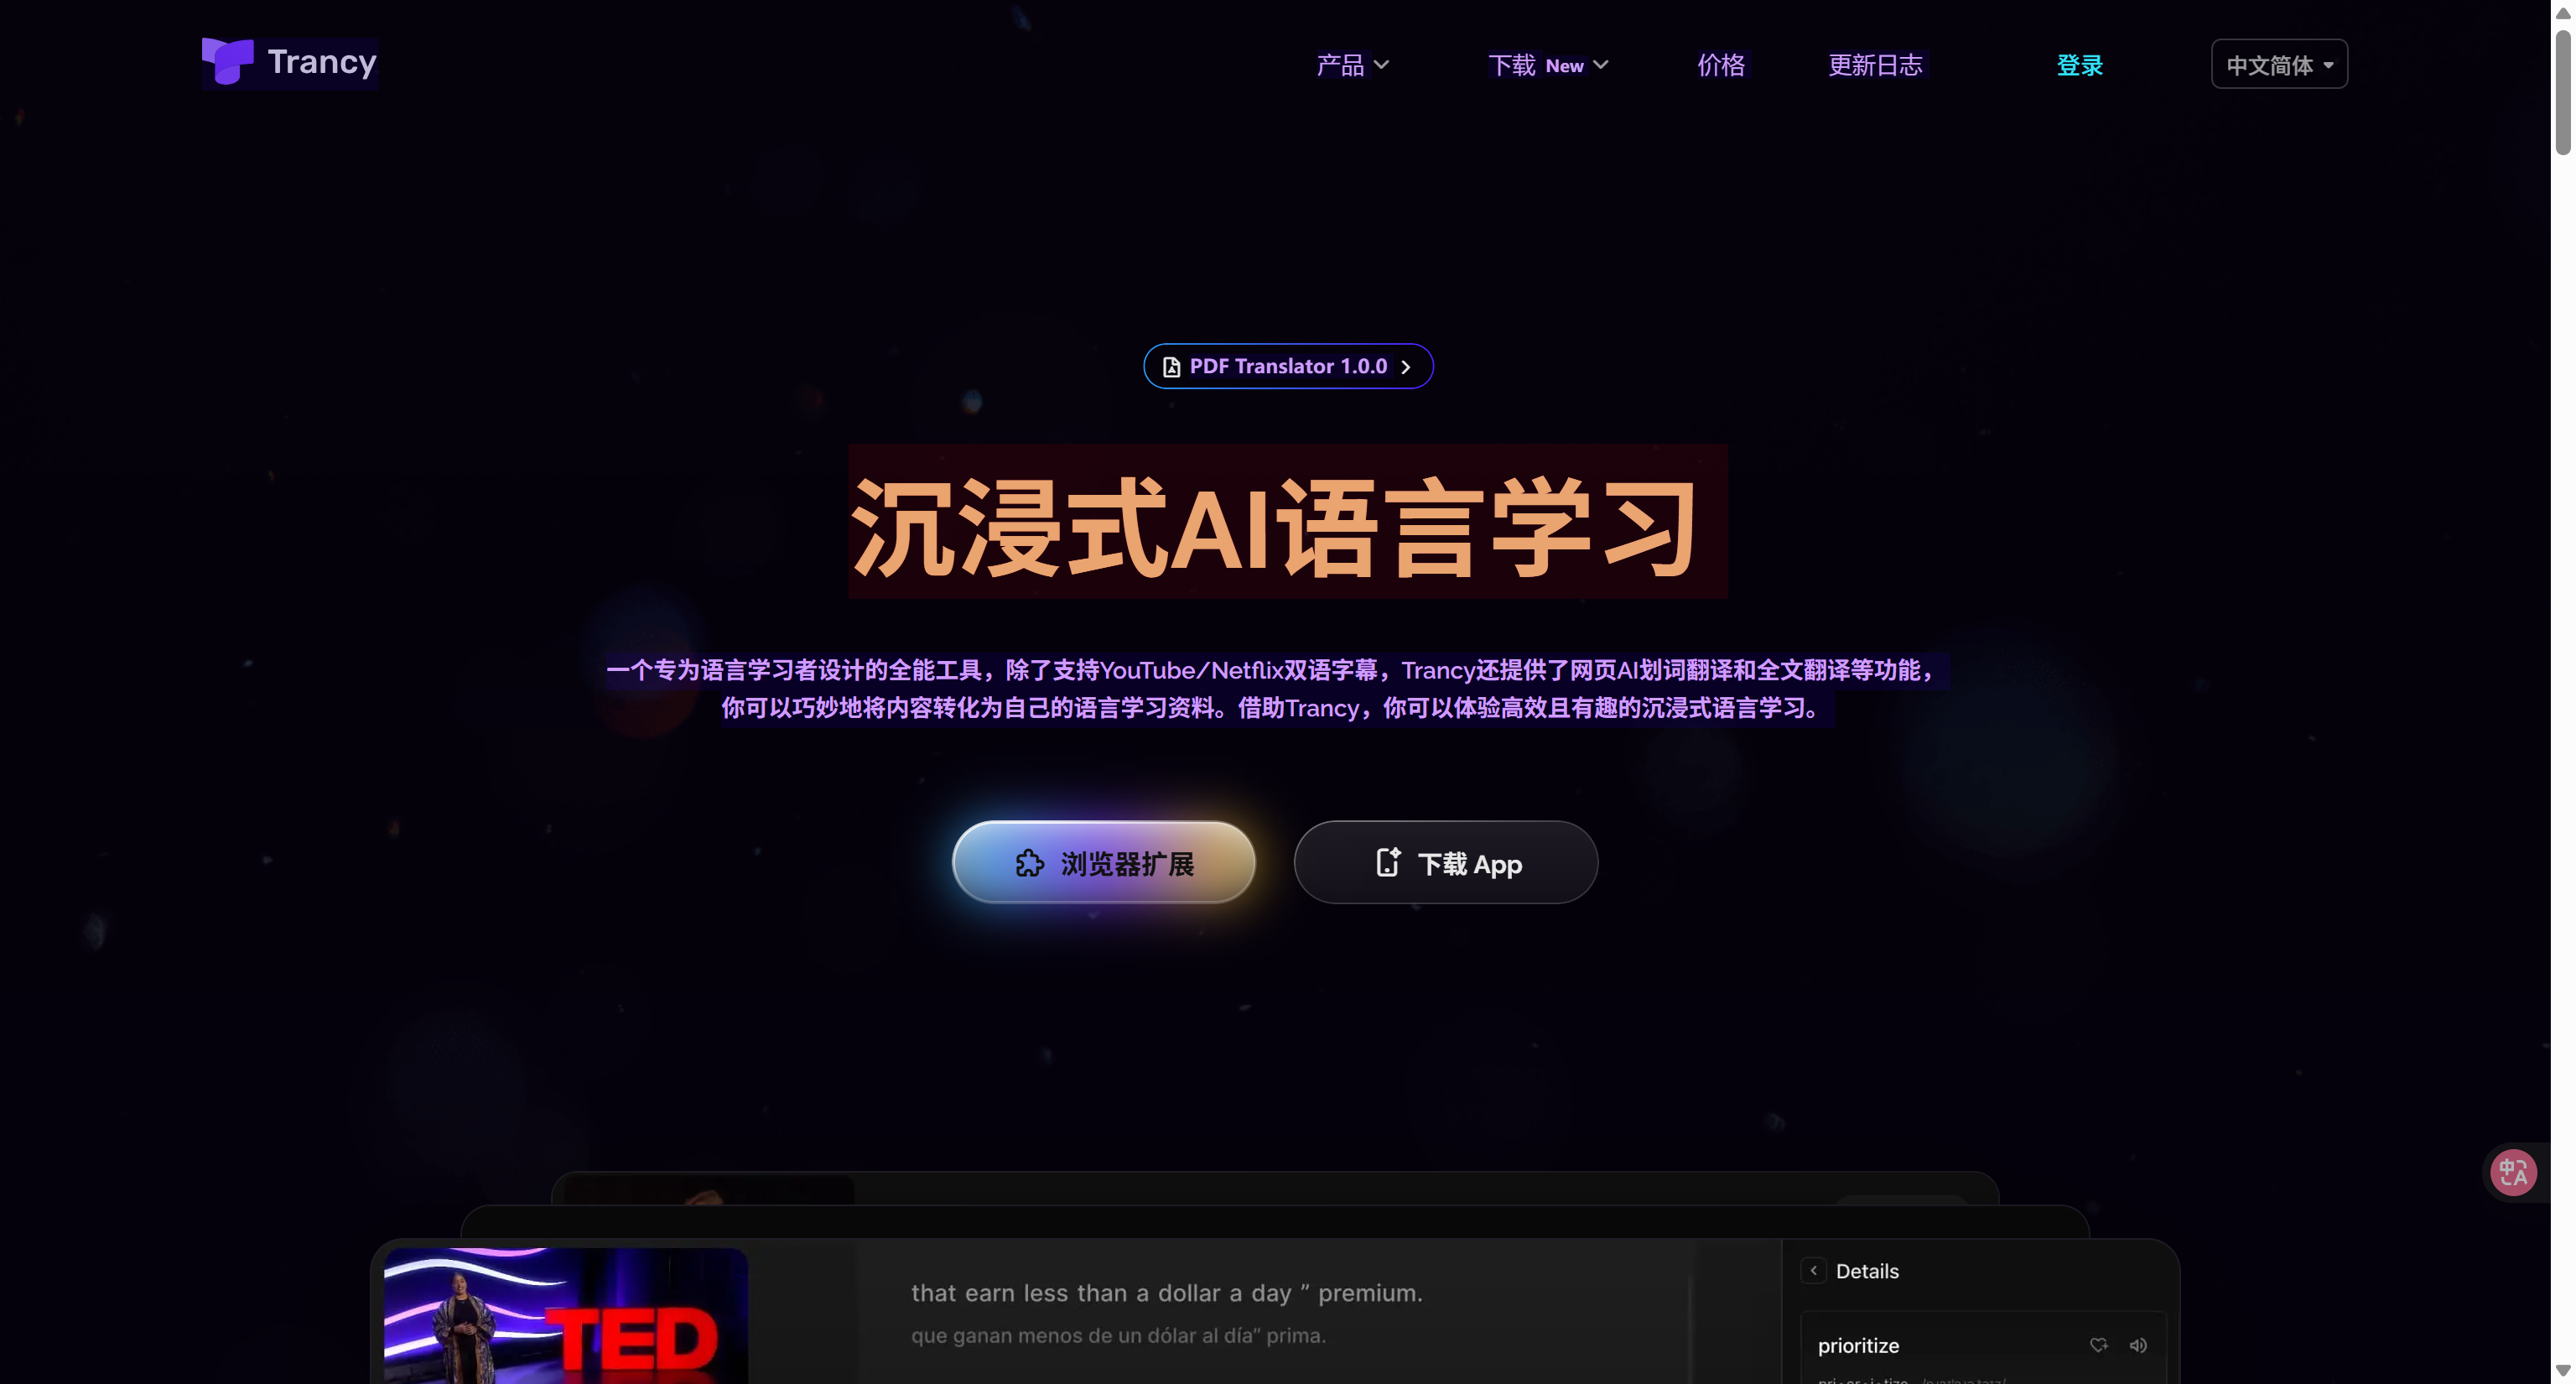 Trancy
产品
下载 New
价格
更新日志
登录
中文简体
PDF Translator 1.0.0
沉浸式AI语言学习
一个专为语言学习者设计的全能工具，除了支持YouTube/Netflix双语字幕，Trancy还提供了网页AI划词翻译和全文翻译等功能，
你可以巧妙地将内容转化为自己的语言学习资料。借助Trancy，你可以体验高效且有趣的沉浸式语言学习。
浏览器扩展
下载 App
that earn less than a dollar a day ” premium.
que ganan menos de un dólar al día” prima.
TED
Details
prioritize